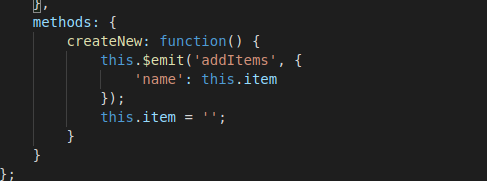 },
methods: {
createNew: function() {
this.$emit('addItems', {
'name': this.item
});
this.item = '';
}
}
};